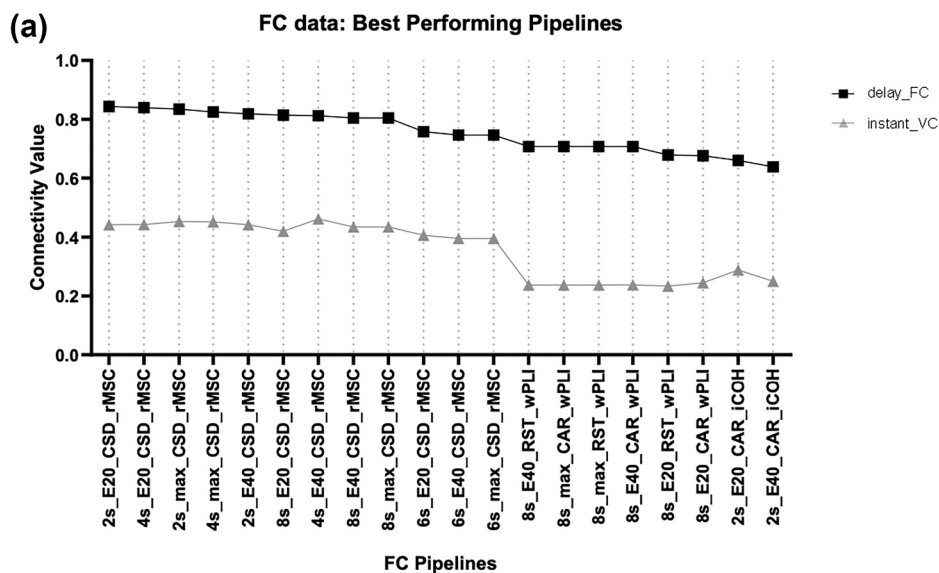 (a)
FC data: Best Performing Pipelines
Connectivity Value
1.0
0.8
0.6
0.4
0.2
0.0
delay_FC
instant_VC
2s_E20_CSD_rMSC
4s_E20_CSD_rMSC
2s_max_CSD_rMSC
4s_max_CSD_rMSC
2s_E40_CSD_rMSC
8s_E20_CSD_rMSC
4s_E40_CSD_rMSC
8s_E40_CSD_rMSC
8s_max_CSD_rMSC
6s_E20_CSD_rMSC
6s_E40_CSD_rMSC
6s_max_CSD_rMSC
8s_E40_RST_wPLI
8s_max_CAR_wPLI
8s_max_RST_wPLI
8s_E40_CAR_wPLI
8s_E20_RST_wPLI
8s_E20_CAR_wPLI
2s_E20_CAR_iCOH
2s_E40_CAR_iCOH
FC Pipelines